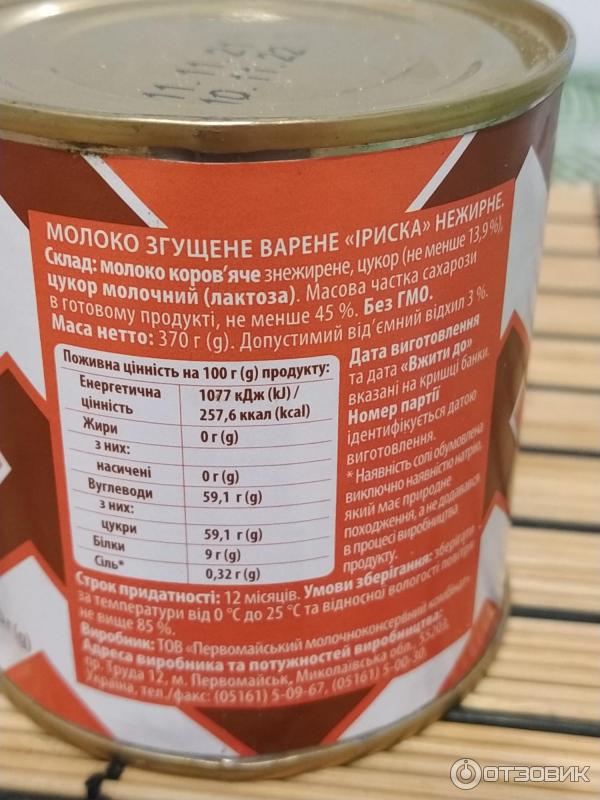 11.11.21
10.11.22
МОЛОКО ЗГУЩЕНЕ ВАРЕНЕ «ІРИСКА» НЕЖИРНЕ.
Склад: молоко коров'яче знежирене, цукор (не менше 13,9%),
цукор молочний (лактоза). Масова частка сахарози
в готовому продукті, не менше 45 %. Без ГМО.
Маса нетто: 370 г (g). Допустимий від'ємний відхил 3 %.
Поживна цінність на 100 г (g) продукту:
Енергетична цінність 1077 кДж (kJ) /
257,6 ккал (kcal)
Жири 0 г (g)
з них:
насичені 0 г (g)
Вуглеводи 59,1 г (g)
з них:
цукри 59,1 г (g)
Білки 9 г (g)
Сіль* 0,32 г (g)
Дата виготовлення
та дата «Вжити до»
вказані на кришці банки.
Номер партії
ідентифікується датою
виготовлення.
* Наявність солі обумовлена
виключно наявністю натрію,
який має природне
походження, а не додавався
в процесі виробництва
продукту.
Строк придатності: 12 місяців. Умови зберігання: зберігати
за температури від 0 °C до 25 °C та відносної вологості повітря
не вище 85 %.
Виробник: ТОВ «Первомайський молочноконсервний комбінат»
Адреса виробника та потужностей виробництва:
пр. Труда 12, м. Первомайськ, Миколаївська обл., 55203,
Україна, тел./факс: (05161) 5-09-67, (05161) 5-00-30.
г (g)
ОТЗОВИК